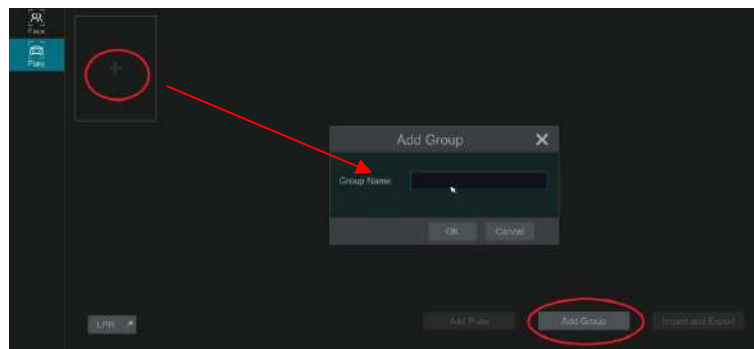 Face
Plate
Add Group
Group Name
OK
Cancel
LPR
Add Plate
Add Group
Import and Export